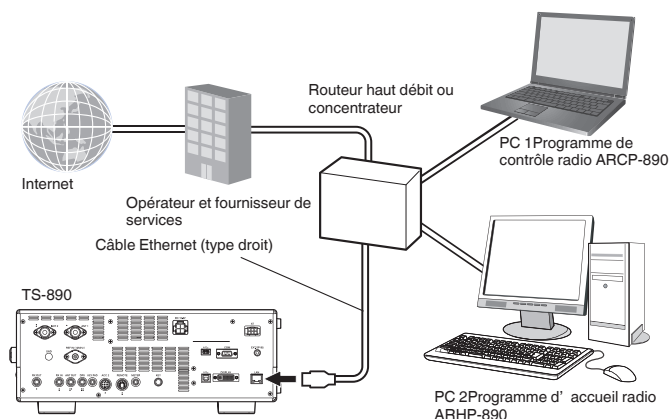 Internet
Opérateur et fournisseur de
services
Routeur haut débit ou
concentrateur
PC 1Programme de
contrôle radio ARCP-890
Câble Ethernet (type droit)
TS-890
PC 2Programme d’ accueil radio
ARHP-890